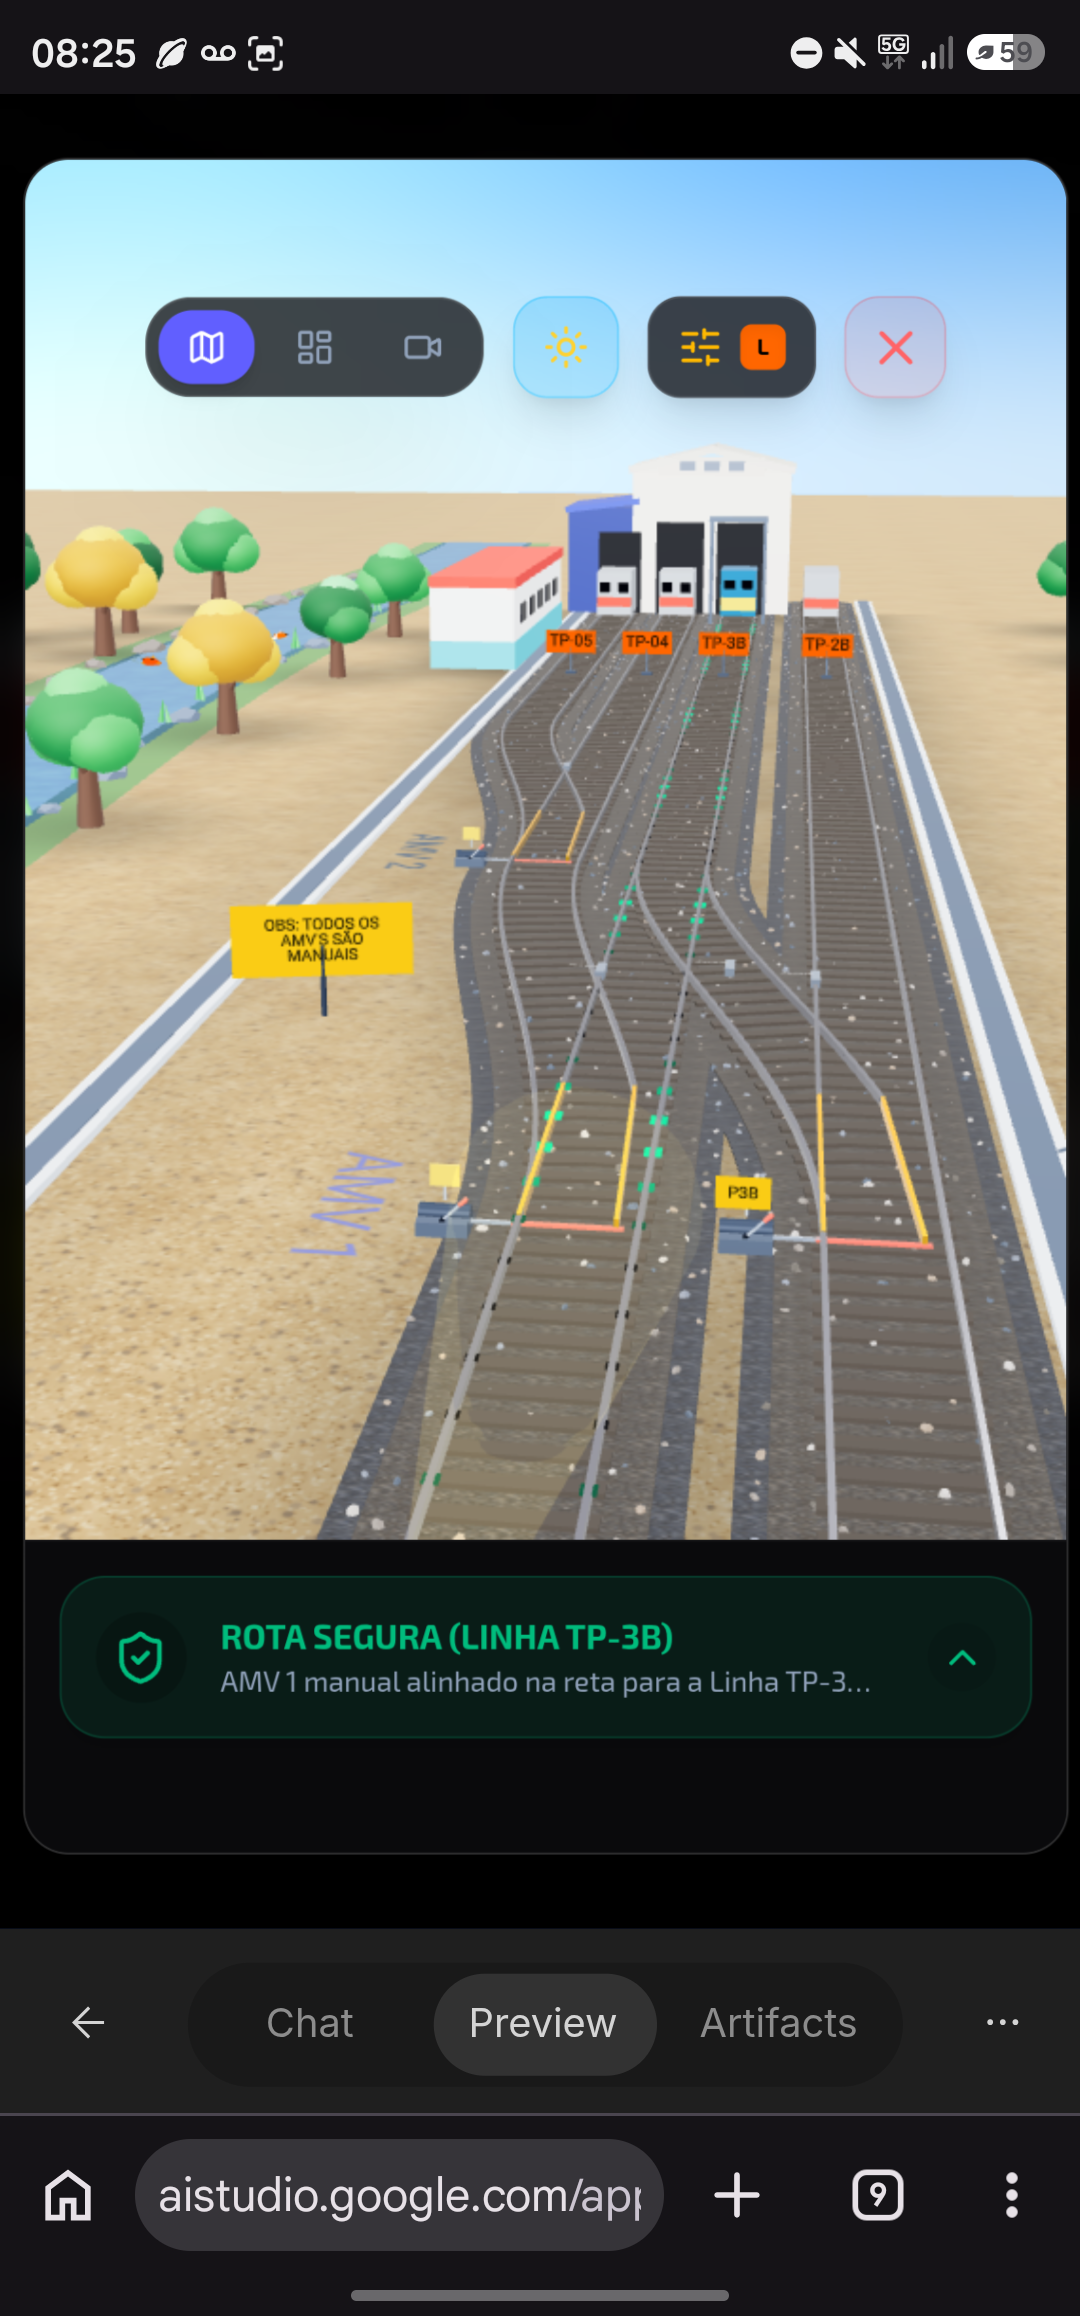 08:25
5G
59
L
TP-05
TP-04
TP-3B
TP-2B
AMV 2
OBS: TODOS OS
AMV'S SÃO
MANUAIS
AMV 1
P3B
ROTA SEGURA (LINHA TP-3B)
AMV 1 manual alinhado na reta para a Linha TP-3...
Chat
Preview
Artifacts
aistudio.google.com/app
9